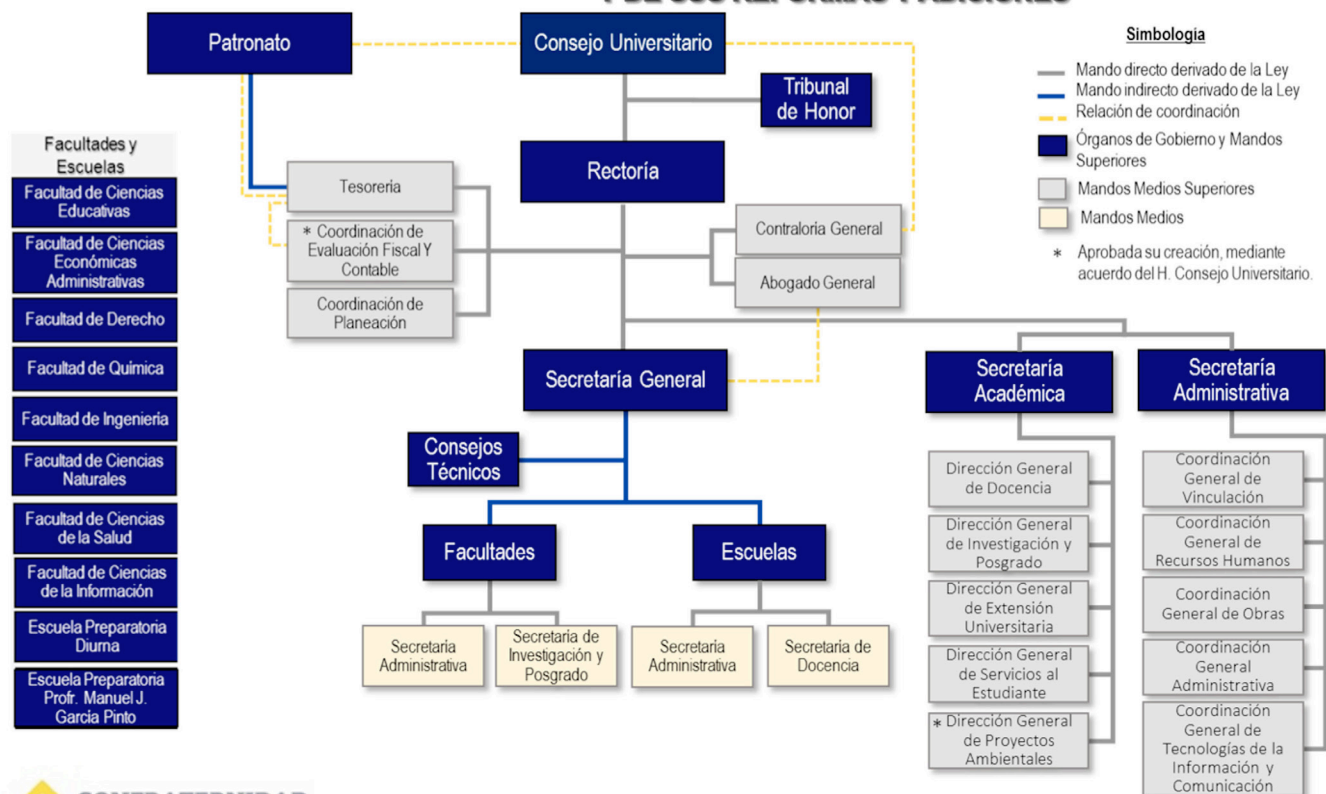 Y DE SUS REFORMAS Y ADICIONES
Patronato
Consejo Universitario
Tribunal
de Honor
Rectoría
Simbología
Mando directo derivado de la Ley
Mando indirecto derivado de la Ley
Relación de coordinación
Órganos de Gobierno y Mandos
Superiores
Mandos Medios Superiores
Mandos Medios
* Aprobada su creación, mediante
acuerdo del H. Consejo Universitario.
Facultades y
Escuelas
Facultad de Ciencias
Educativas
Facultad de Ciencias
Económicas
Administrativas
Facultad de Derecho
Facultad de Química
Facultad de Ingeniería
Facultad de Ciencias
Naturales
Facultad de Ciencias
de la Salud
Facultad de Ciencias
de la Información
Escuela Preparatoria
Diurna
Escuela Preparatoria
Profr. Manuel J.
García Pinto
Tesorería
* Coordinación de
Evaluación Fiscal Y
Contable
Coordinación de
Planeación
Contraloría General
Abogado General
Secretaría General
Consejos
Técnicos
Facultades
Escuelas
Secretaría
Administrativa
Secretaría de
Investigación y
Posgrado
Secretaría
Administrativa
Secretaría de
Docencia
Secretaría
Académica
Dirección General
de Docencia
Dirección General
de Investigación y
Posgrado
Dirección General
de Extensión
Universitaria
Dirección General
de Servicios al
Estudiante
* Dirección General
de Proyectos
Ambientales
Secretaría
Administrativa
Coordinación
General de
Vinculación
Coordinación
General de
Recursos Humanos
Coordinación
General de Obras
Coordinación
General
Administrativa
Coordinación
General de
Tecnologías de la
Información y
Comunicación